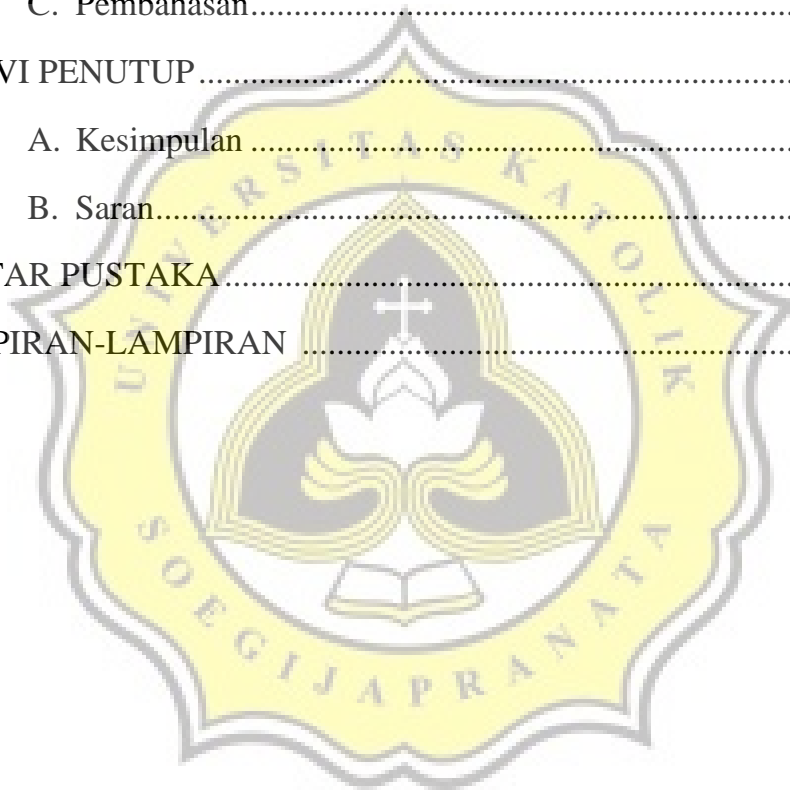 C. Pembahasan........................................................
VI PENUTUP........................................................
A. Kesimpulan ........................................................
B. Saran........................................................
TAR PUSTAKA........................................................
PIRAN-LAMPIRAN ........................................................
UNIVERSITAS KATOLIK
SOEGIJAPRANATA